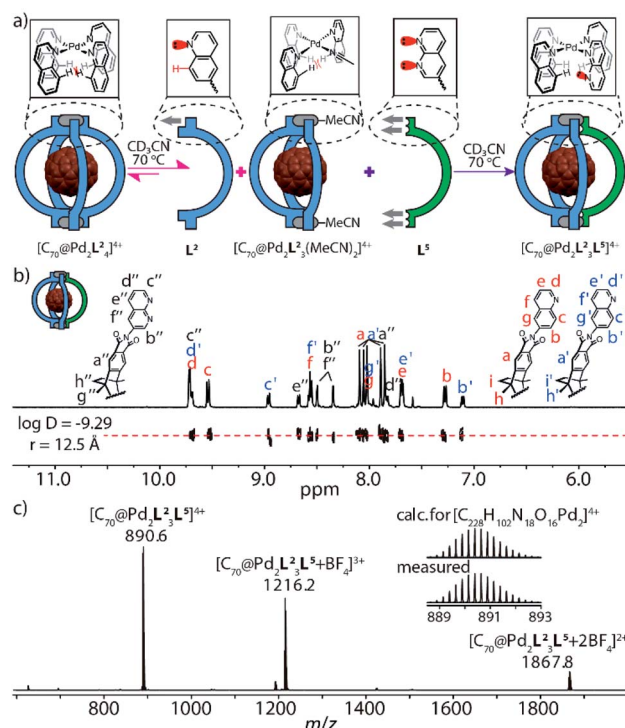 a)
N
N
Pd
N
N
H
H
N
H
N
N
Pd
N
H
H
N
N
N
N
Pd
N
N
H
H
MeCN
MeCN
CD₃CN
70 °C
+
+
CD₃CN
70 °C
[C₇₀@Pd₂L²₄]⁴⁺
L²
[C₇₀@Pd₂L²₃(MeCN)₂]⁴⁺
L⁵
[C₇₀@Pd₂L²₃L⁵]⁴⁺
b)
d'' c''
e''
f''
N
N
b''
O
N
O
a''
h''
g''
c''
d'
d
c
c'
e''
f'
f
b''
f''
a a' a''
g'
g
d''
e'
e
b
b'
e d
f
N
g
c
O
N
b
O
a
i
h
e' d'
f'
N
g'
c'
O
N
b'
O
a'
i'
h'
log D = -9.29
r = 12.5 Å
11.0 10.0 9.0 8.0 7.0 6.0
ppm
c)
[C₇₀@Pd₂L²₃L⁵]⁴⁺
890.6
[C₇₀@Pd₂L²₃L⁵+BF₄]³⁺
1216.2
calc.for [C₂₂₈H₁₀₂N₁₈O₁₆Pd₂]⁴⁺
measured
889 891 893
[C₇₀@Pd₂L²₃L⁵+2BF₄]²⁺
1867.8
800 1000 1200 1400 1600 1800
m/z